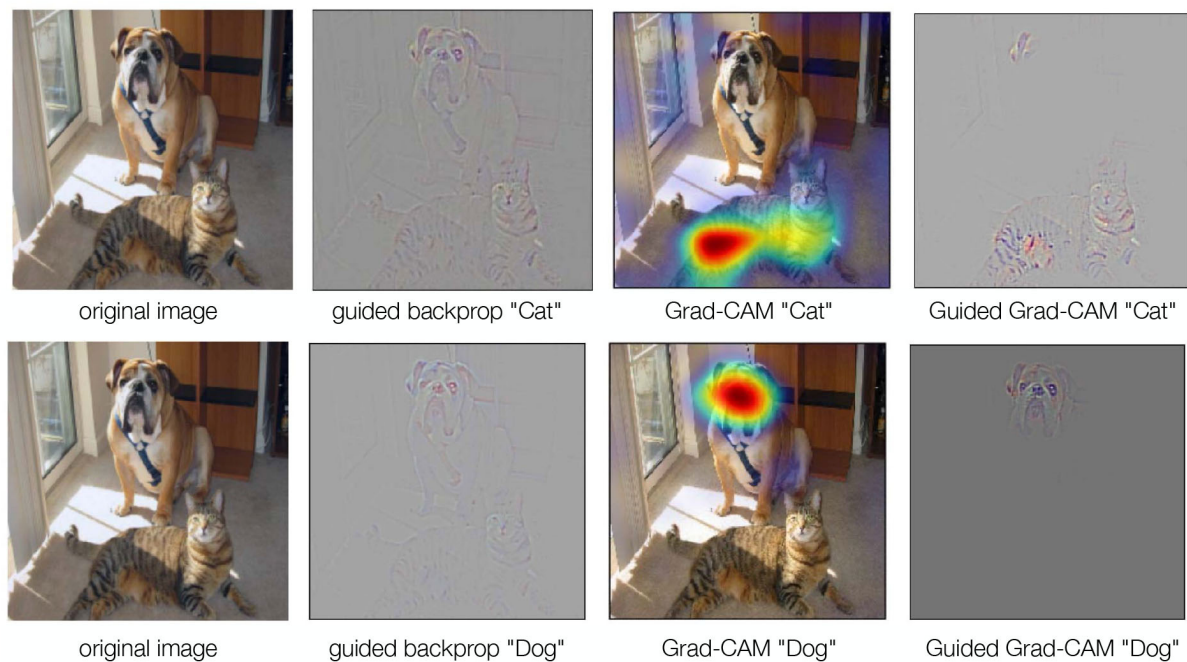 original image
guided backprop "Cat"
Grad-CAM "Cat"
Guided Grad-CAM "Cat"
original image
guided backprop "Dog"
Grad-CAM "Dog"
Guided Grad-CAM "Dog"